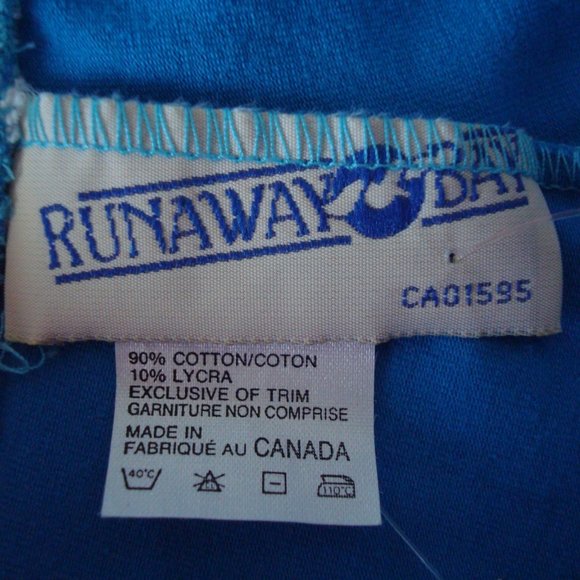 RUNAWAY BAY
CA01595
90% COTTON/COTON
10% LYCRA
EXCLUSIVE OF TRIM
GARNITURE NON COMPRISE
MADE IN
FABRIQUÉ AU CANADA
40°C
110°C